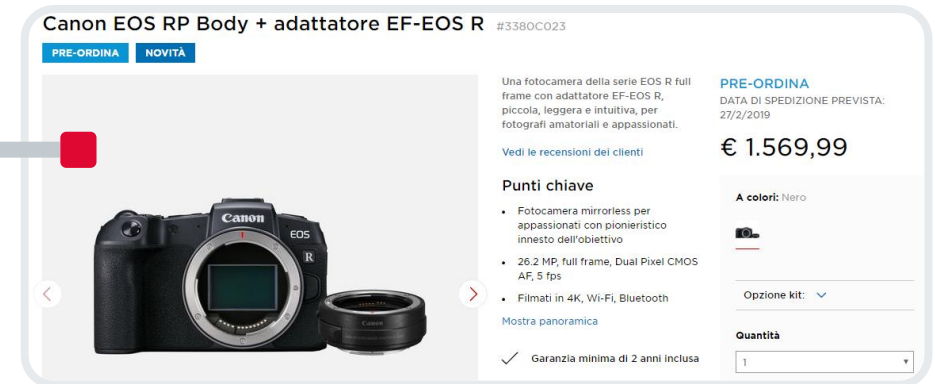 Canon EOS RP Body + adattatore EF-EOS R #3380C023
PRE-ORDINA NOVITÀ
Una fotocamera della serie EOS R full
frame con adattatore EF-EOS R,
piccola, leggera e intuitiva, per
fotografi amatoriali e appassionati.
Vedi le recensioni dei clienti
Punti chiave
• Fotocamera mirrorless per
appassionati con pionieristico
innesto dell'obiettivo
• 26.2 MP, full frame, Dual Pixel CMOS
AF, 5 fps
• Filmati in 4K, Wi-Fi, Bluetooth
Mostra panoramica
Garanzia minima di 2 anni inclusa
PRE-ORDINA
DATA DI SPEDIZIONE PREVISTA:
27/2/2019
€ 1.569,99
A colori: Nero
Opzione kit:
Quantità
1
Canon
EOS
R
Canon